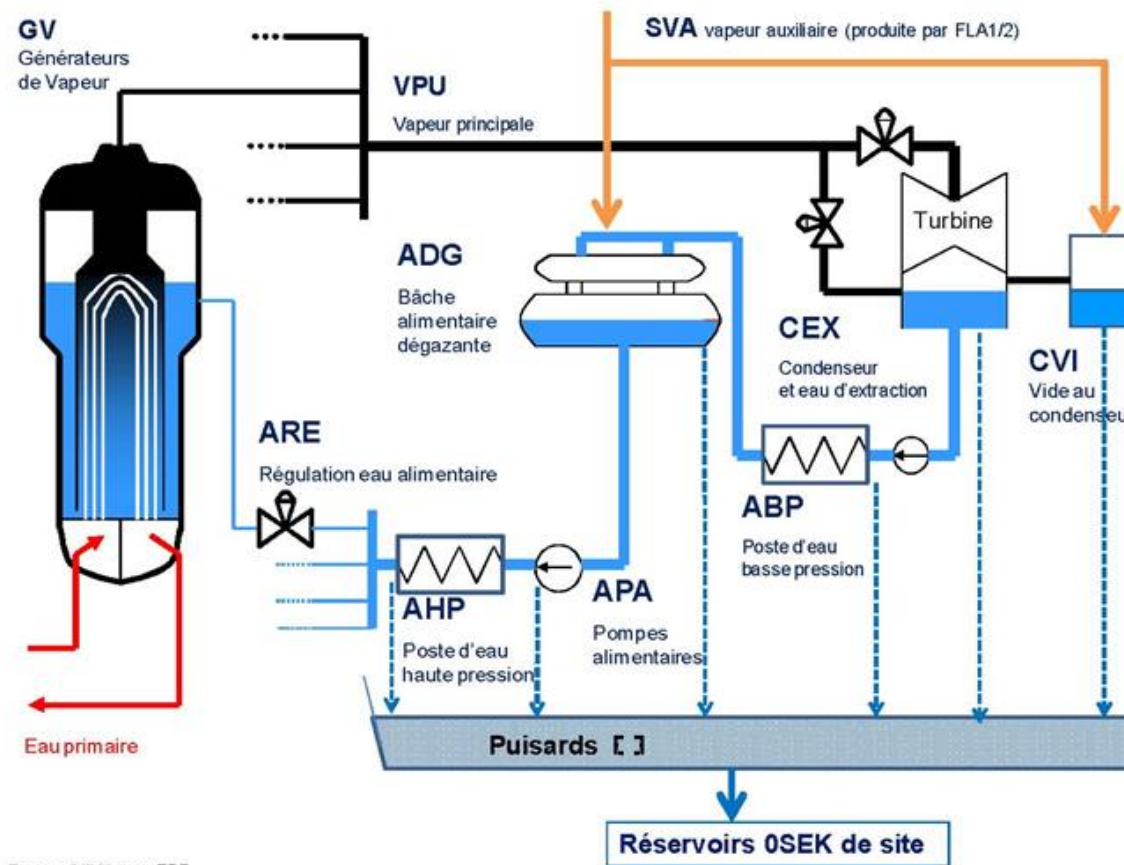 GV
Générateurs
de Vapeur
SVA vapeur auxiliaire (produite par FLA1/2)
VPU
Vapeur principale
Turbine
ADG
Bâche
alimentaire
dégazante
CEX
Condenseur
et eau d'extraction
CVI
Vide au
condenseu
ARE
Régulation eau alimentaire
ABP
Poste d'eau
basse pression
AHP
Poste d'eau
haute pression
APA
Pompes
alimentaires
Eau primaire
Puisards [ ]
Réservoirs 0SEK de site